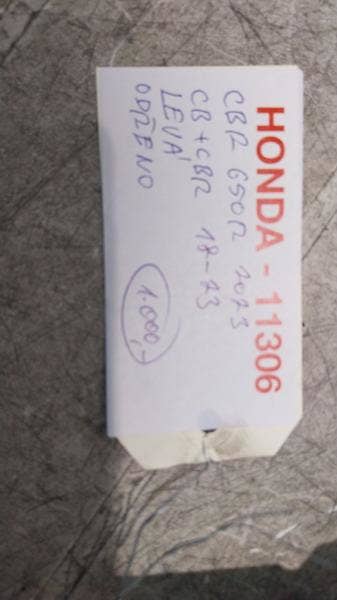 HONDA - 11306
CBR 650R 2023
CB + CBR 18-23
LEVÁ
ODŘENO
1.000,-